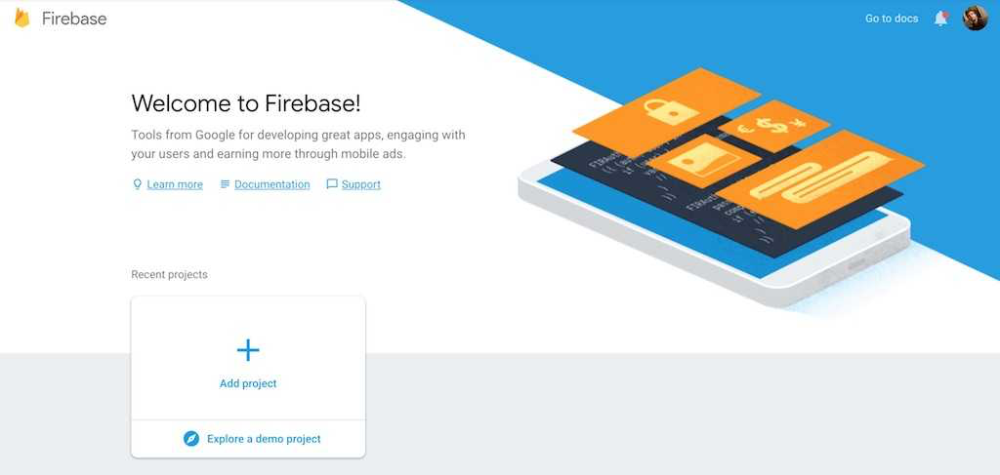 Firebase
Go to docs
Welcome to Firebase!
Tools from Google for developing great apps, engaging with
your users and earning more through mobile ads.
Learn more
Documentation
Support
Recent projects
Add project
Explore a demo project